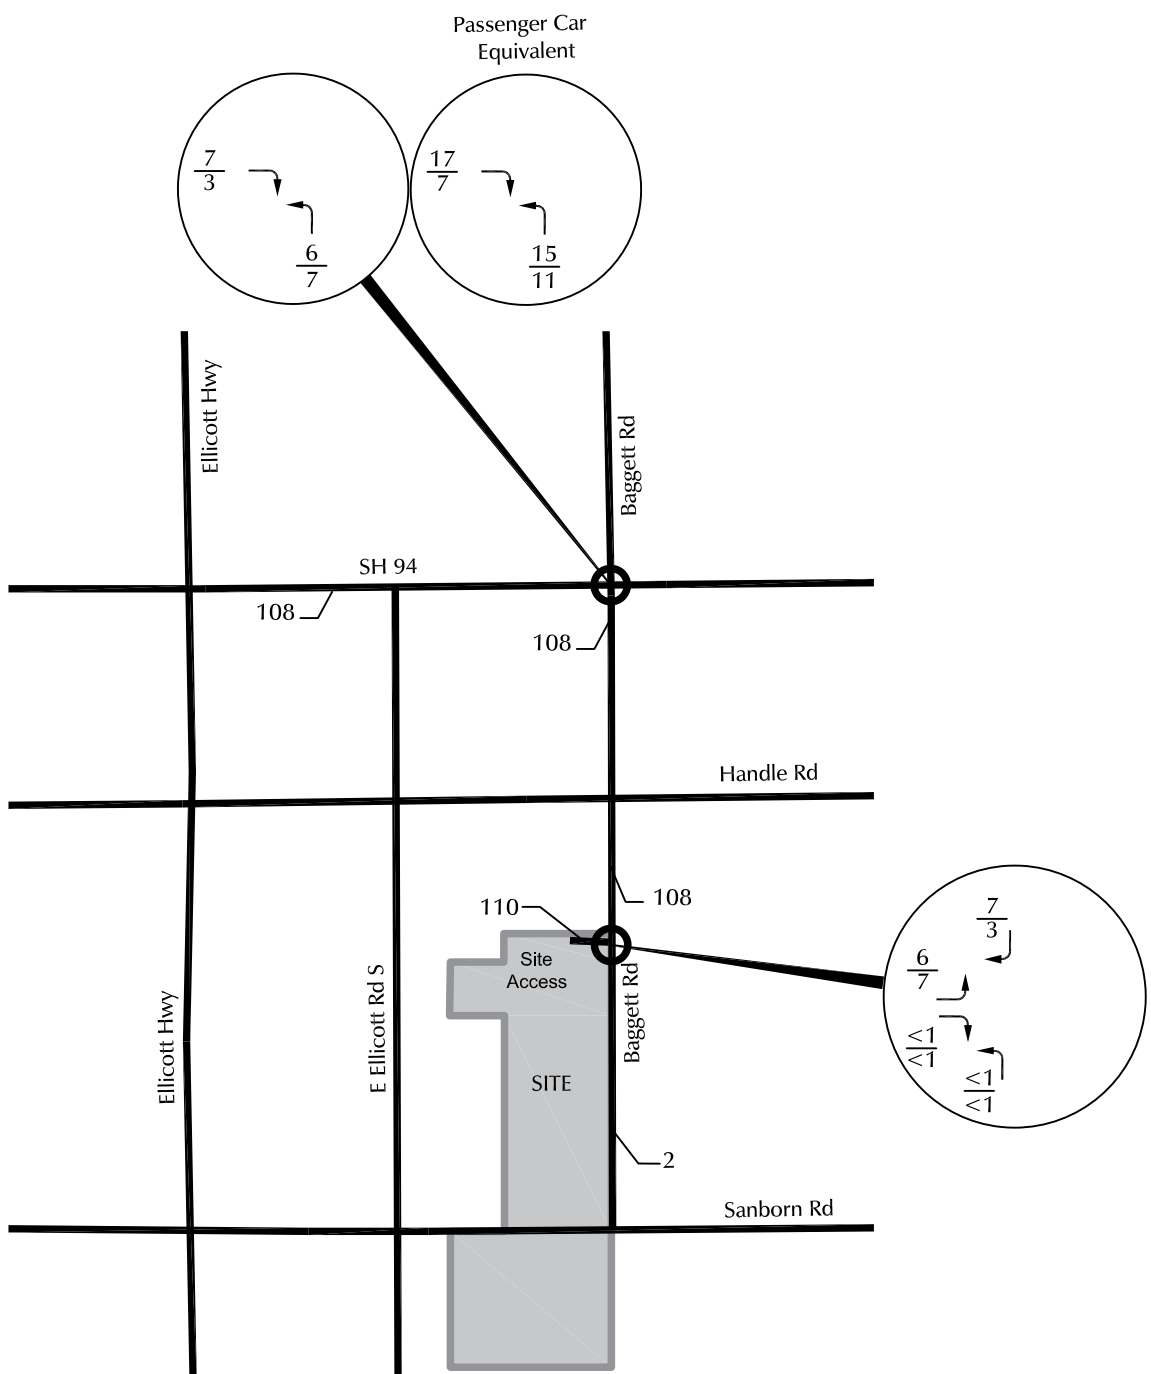 Passenger Car
Equivalent
7
3
6
7
17
7
15
11
Ellicott Hwy
Baggett Rd
SH 94
108
108
Handle Rd
108
110
Site
Access
7
3
6
7
<1
<1
<1
<1
Baggett Rd
E Ellicott Rd S
Ellicott Hwy
SITE
2
Sanborn Rd